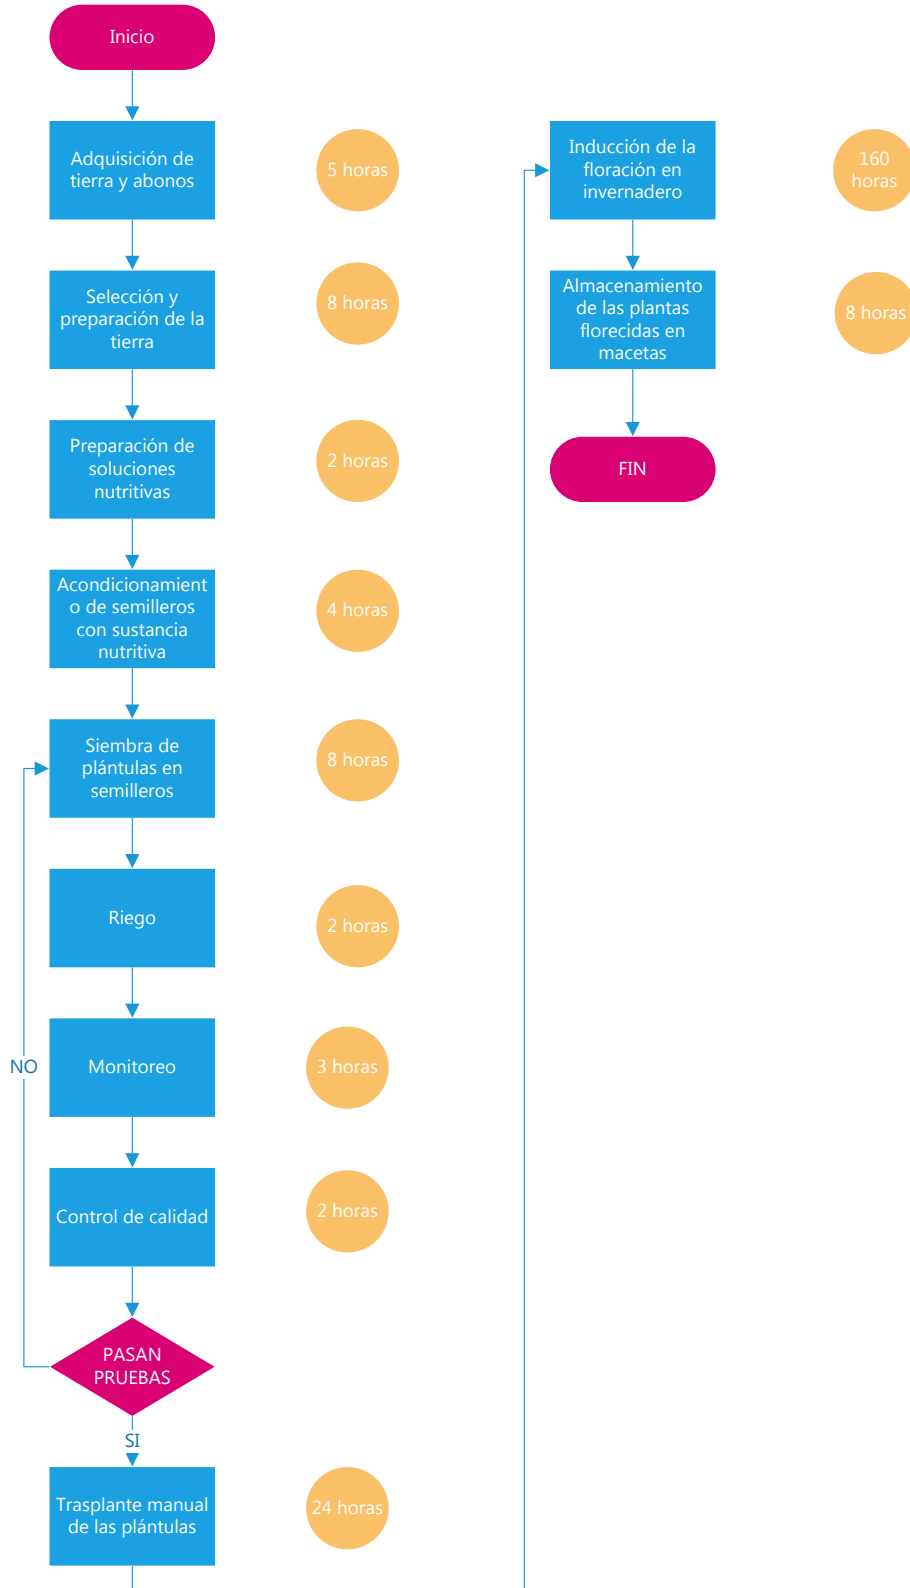 Inicio
Adquisición de
tierra y abonos
5 horas
Selección y
preparación de la
tierra
8 horas
Preparación de
soluciones
nutritivas
2 horas
Acondicionamient
o de semilleros
con sustancia
nutritiva
4 horas
Siembra de
plántulas en
semilleros
8 horas
Riego
2 horas
Monitoreo
3 horas
NO
Control de calidad
2 horas
PASAN
PRUEBAS
SI
Trasplante manual
de las plántulas
24 horas
Inducción de la
floración en
invernadero
160
horas
Almacenamiento
de las plantas
florecidas en
macetas
8 horas
FIN